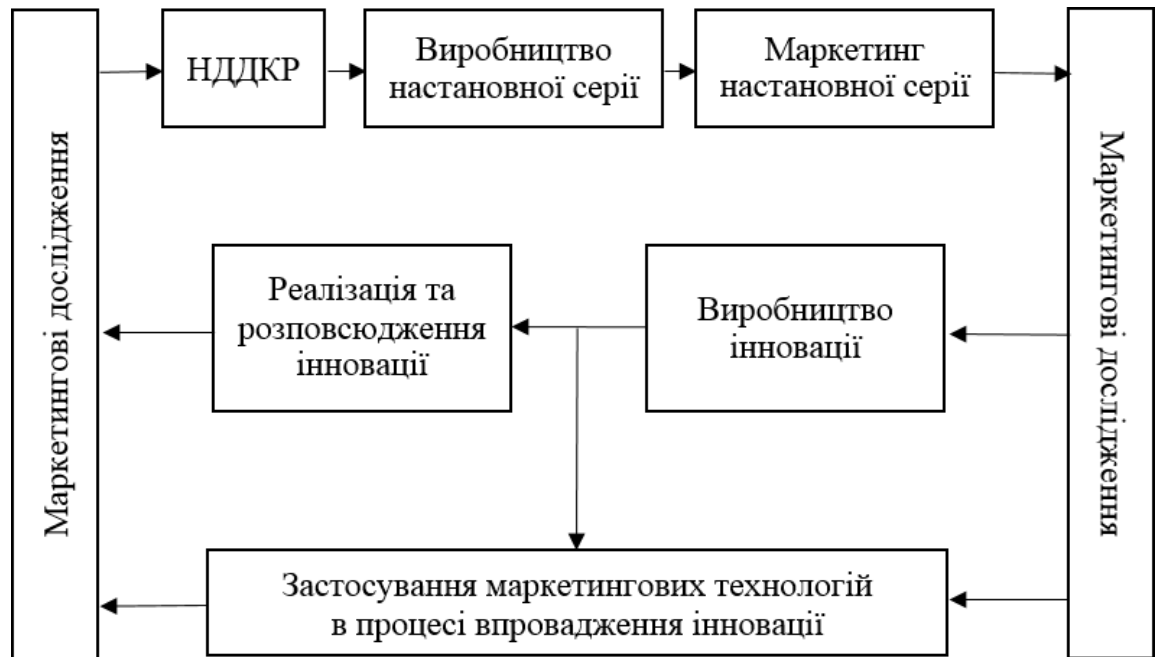 Маркетингові дослідження
НДДКР
Виробництво
настановної серії
Маркетинг
настановної серії
Маркетингові дослідження
Реалізація та
розповсюдження
інновації
Виробництво
інновації
Застосування маркетингових технологій
в процесі впровадження інновації